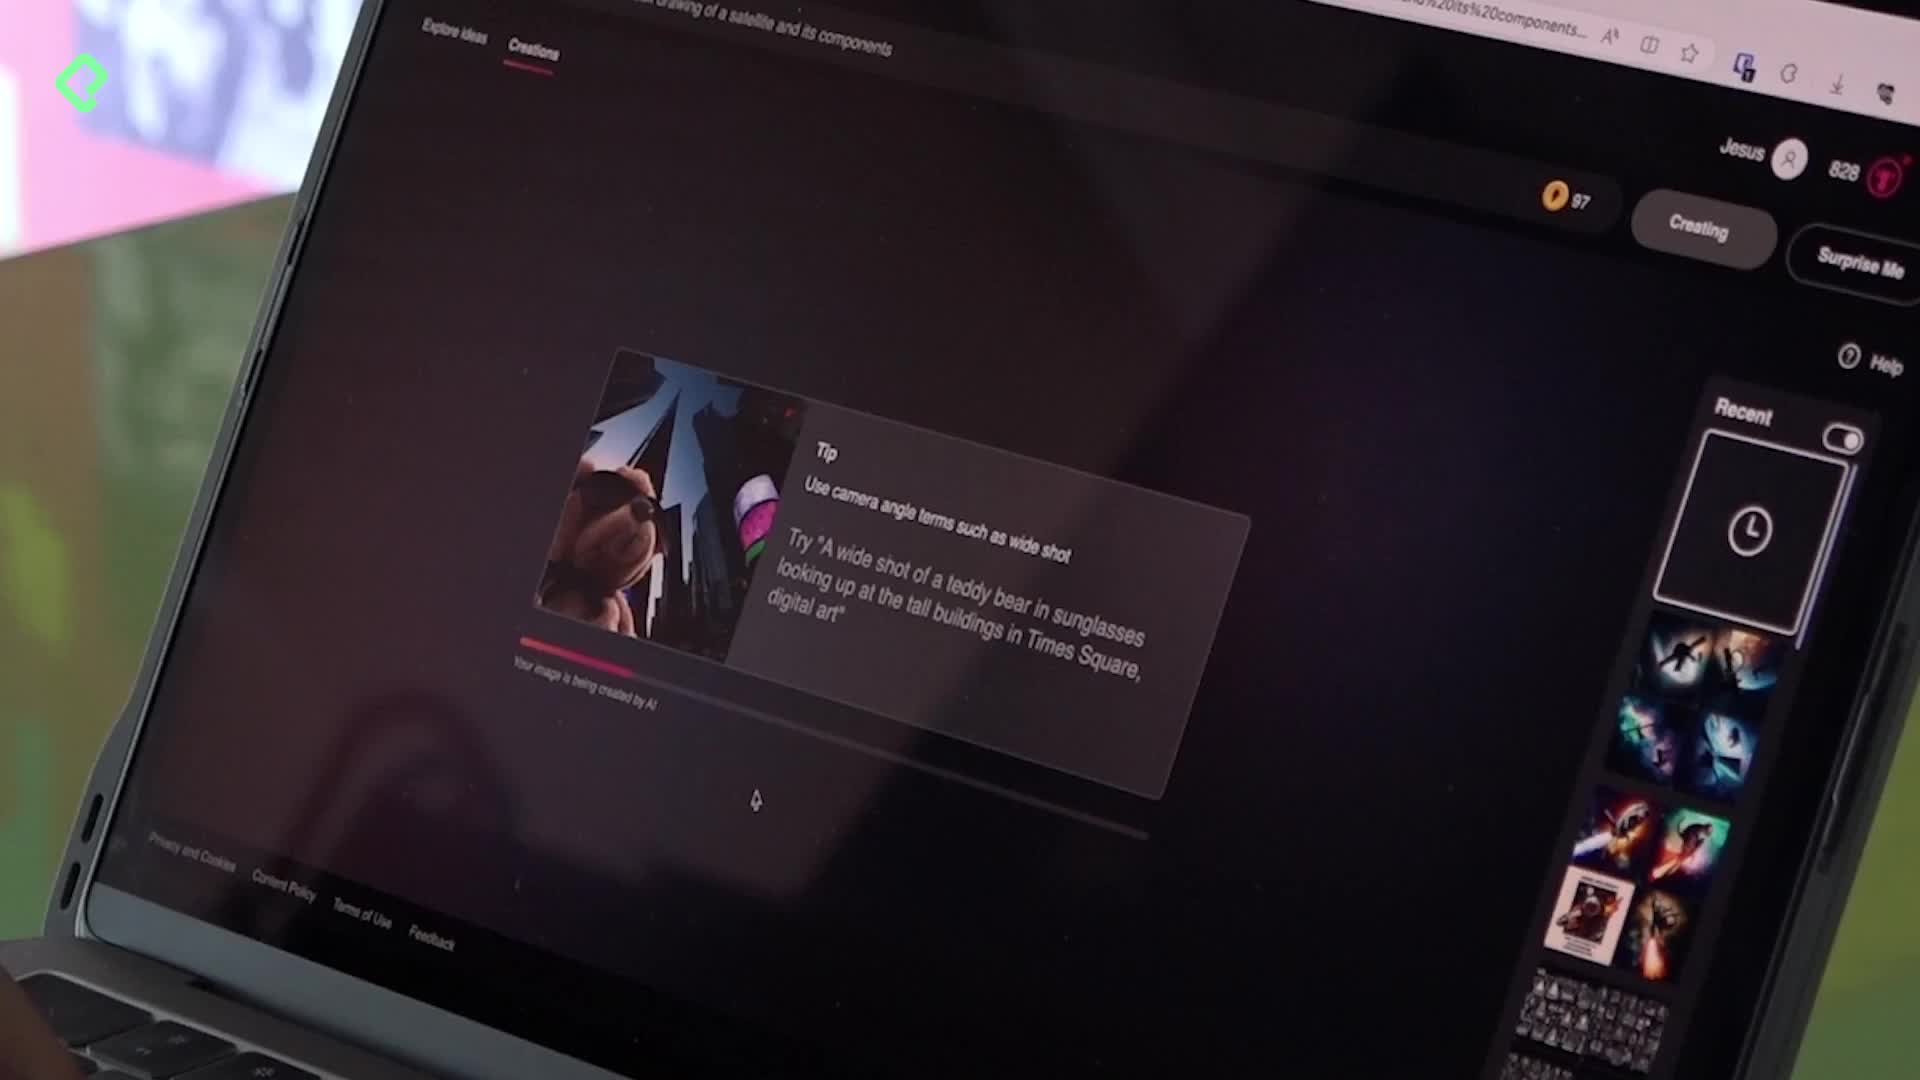 %20its%20components...
drawing of a satellite and its components
Explore ideas
Creations
Jesus
828
97
Creating
Surprise Me
Help
Recent
Tip
Use camera angle terms such as wide shot
Try "A wide shot of a teddy bear in sunglasses
looking up at the tall buildings in Times Square,
digital art"
Your image is being created by AI
Privacy and Cookies
Content Policy
Terms of Use
Feedback